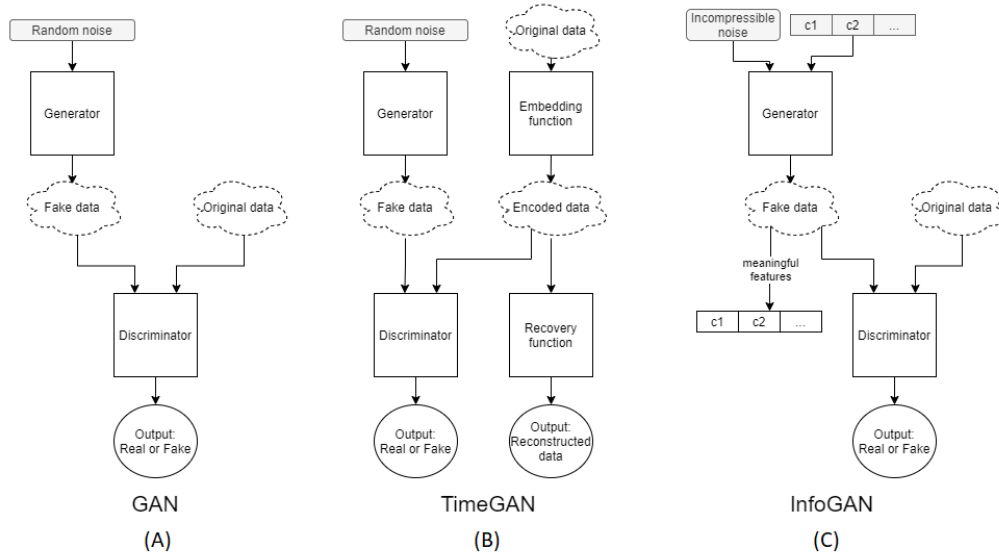 Random noise
Generator
Fake data
Original data
Discriminator
Output:
Real or Fake
GAN
(A)
Random noise
Original data
Generator
Embedding
function
Fake data
Encoded data
Discriminator
Recovery
function
Output:
Real or Fake
Output:
Reconstructed
data
TimeGAN
(B)
Incompressible
noise
c1 c2 ...
Generator
Fake data
Original data
meaningful
features
c1 c2 ...
Discriminator
Output:
Real or Fake
InfoGAN
(C)